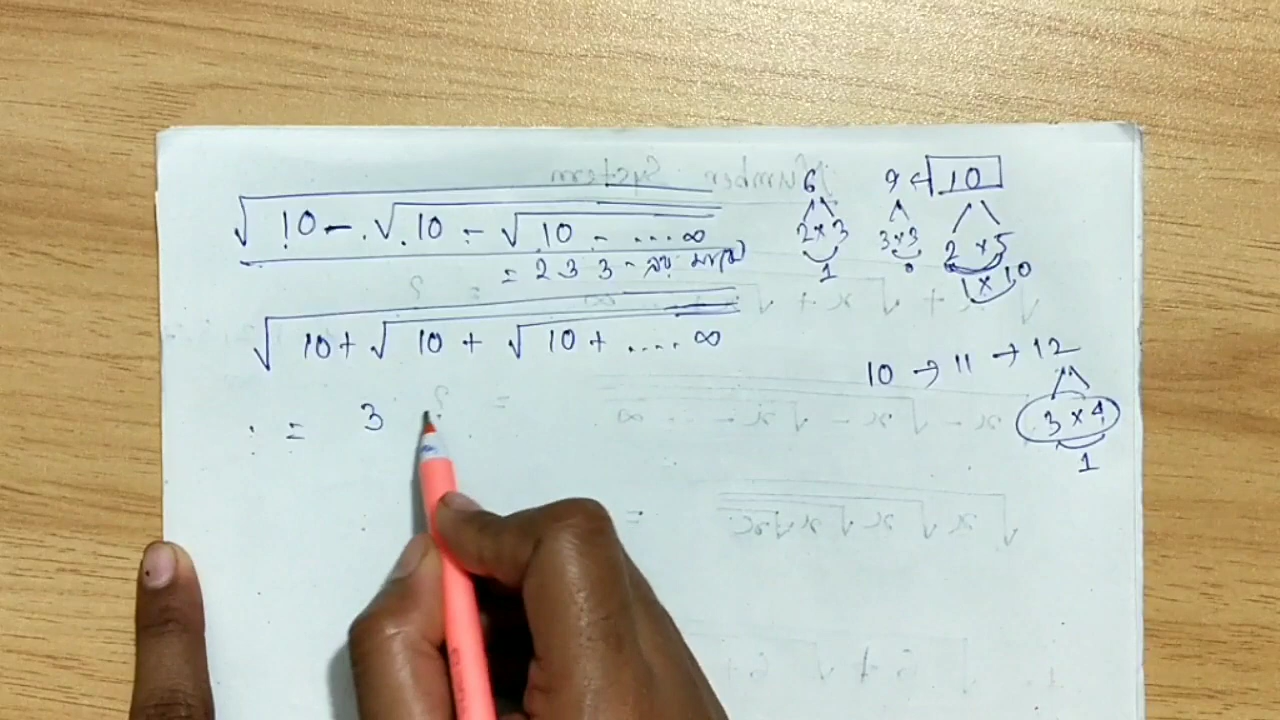 6 9 ← 10
√10 - √10 - √10 - ....∞
2 x 3 3 x 3 2 x 5
1 0 x 10
= 2 3 3 -
√10 + √10 + √10 + .... ∞
10 → 11 → 12
= 3
3 x 4
1